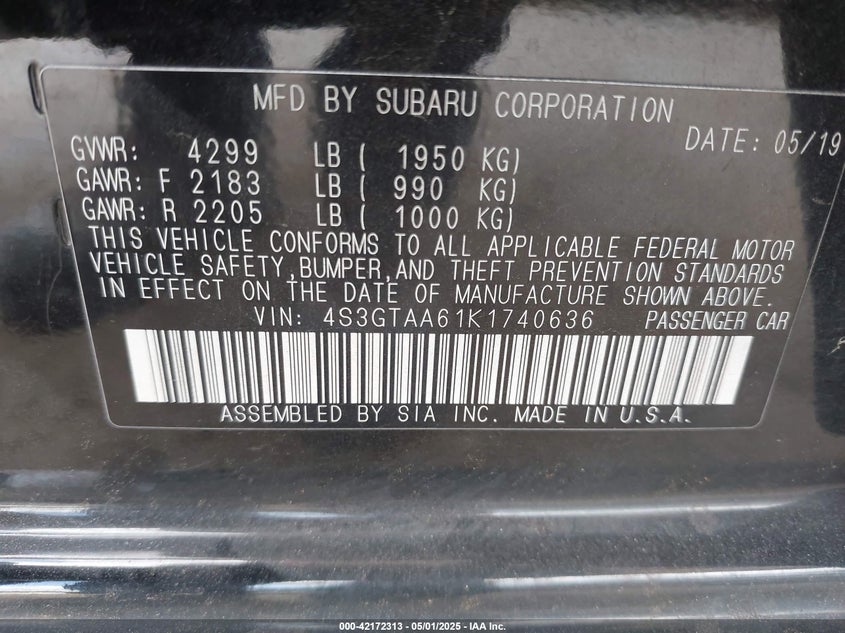 MFD BY SUBARU CORPORATION
DATE: 05/19
GVWR: 4299 LB ( 1950 KG)
GAWR: F 2183 LB ( 990 KG)
GAWR: R 2205 LB ( 1000 KG)
THIS VEHICLE CONFORMS TO ALL APPLICABLE FEDERAL MOTOR
VEHICLE SAFETY,BUMPER,AND THEFT PREVENTION STANDARDS
IN EFFECT ON THE DATE OF MANUFACTURE SHOWN ABOVE.
VIN: 4S3GTAA61K1740636 PASSENGER CAR
ASSEMBLED BY SIA INC. MADE IN U.S.A.
000-42172313 - 05/01/2025 - IAA Inc.